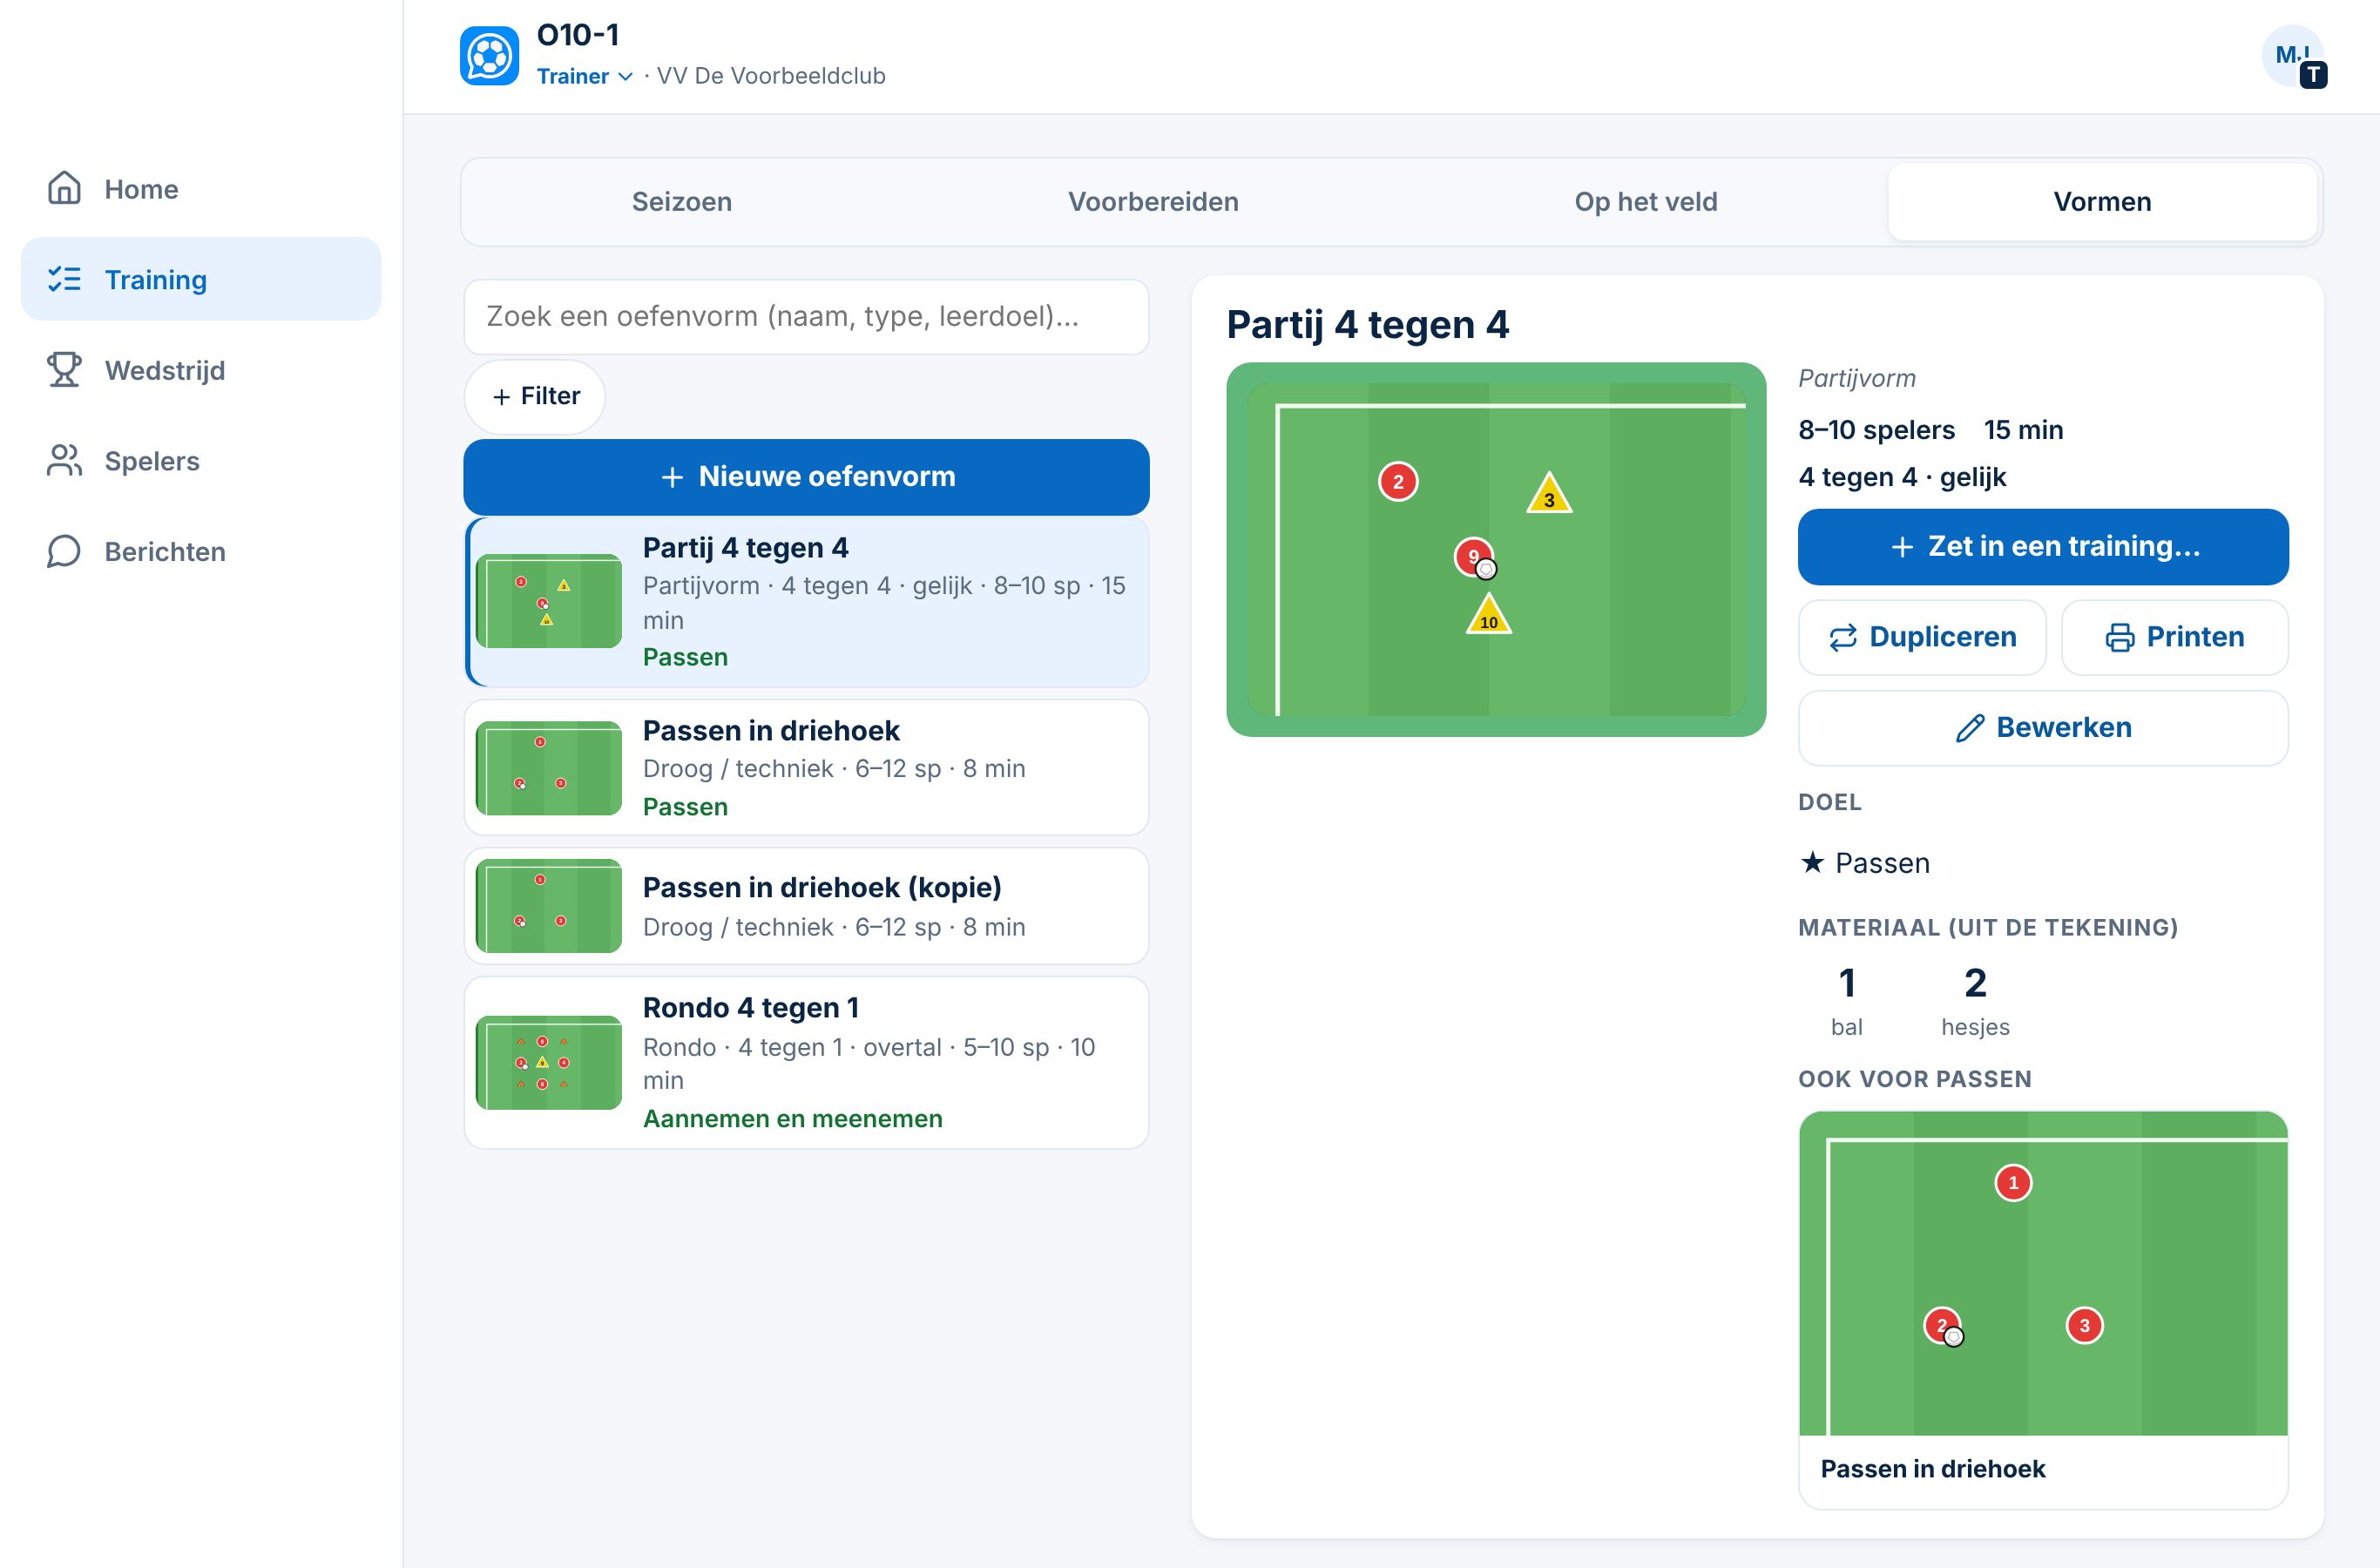 O10-1
Trainer · VV De Voorbeeldclub
T
Home
Training
Wedstrijd
Spelers
Berichten
Seizoen
Voorbereiden
Op het veld
Vormen
Zoek een oefenvorm (naam, type, leerdoel)...
+ Filter
+ Nieuwe oefenvorm
Partij 4 tegen 4
Partijvorm · 4 tegen 4 · gelijk · 8–10 sp · 15
min
Passen
Passen in driehoek
Droog / techniek · 6–12 sp · 8 min
Passen
Passen in driehoek (kopie)
Droog / techniek · 6–12 sp · 8 min
Rondo 4 tegen 1
Rondo · 4 tegen 1 · overtal · 5–10 sp · 10
min
Aannemen en meenemen
Partij 4 tegen 4
2
3
9
10
Partijvorm
8–10 spelers 15 min
4 tegen 4 · gelijk
+ Zet in een training...
Dupliceren
Printen
Bewerken
DOEL
★ Passen
MATERIAAL (UIT DE TEKENING)
1 2
bal hesjes
OOK VOOR PASSEN
1
2
3
Passen in driehoek